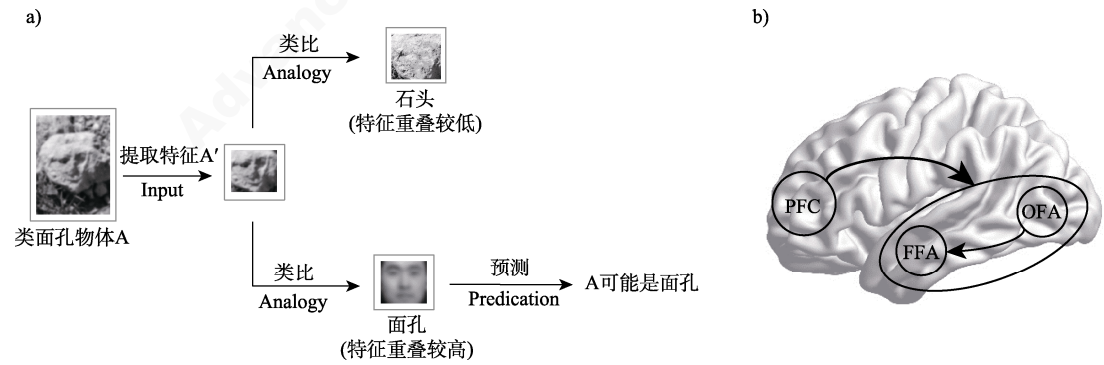 a)
类比
Analogy
石头
(特征重叠较低)
提取特征A′
Input
类面孔物体A
类比
Analogy
面孔
(特征重叠较高)
预测
Predication
A可能是面孔
b)
PFC
OFA
FFA